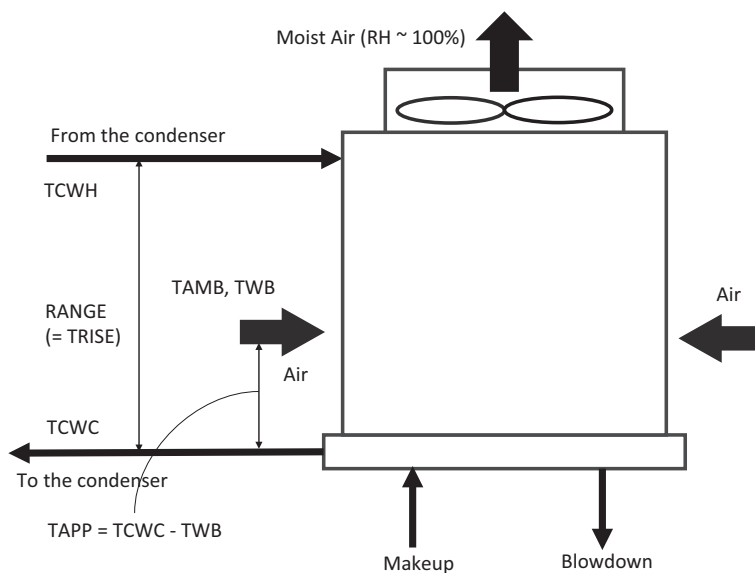 Moist Air (RH ~ 100%)
From the condenser
TCWH
TAMB, TWB
Air
RANGE
(= TRISE)
Air
TCWC
To the condenser
TAPP = TCWC - TWB
Makeup
Blowdown